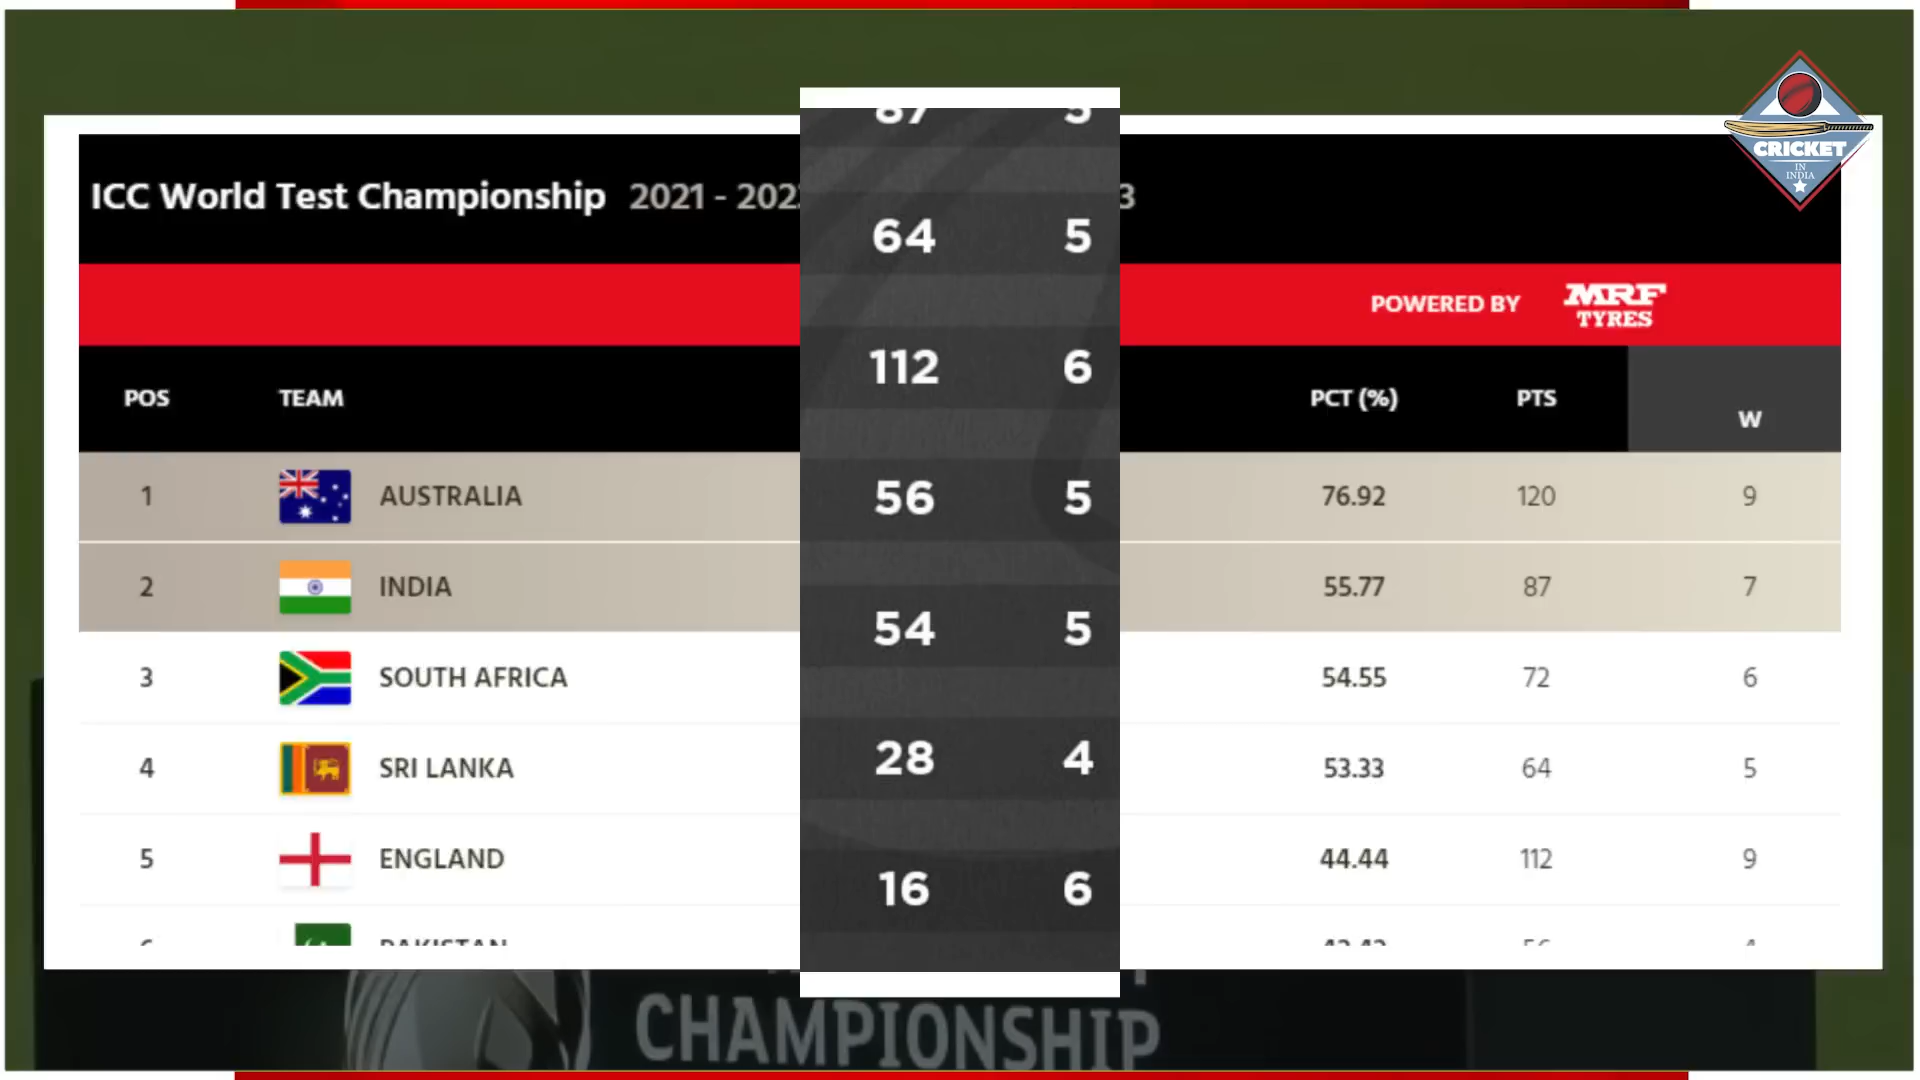 CRICKET
IN
INDIA
ICC World Test Championship 2021 - 202 3
POWERED BY MRF TYRES
POS TEAM PCT (%) PTS W
1 AUSTRALIA 76.92 120 9
2 INDIA 55.77 87 7
3 SOUTH AFRICA 54.55 72 6
4 SRI LANKA 53.33 64 5
5 ENGLAND 44.44 112 9
PAKISTAN
87 5
64 5
112 6
56 5
54 5
28 4
16 6
CHAMPIONSHIP